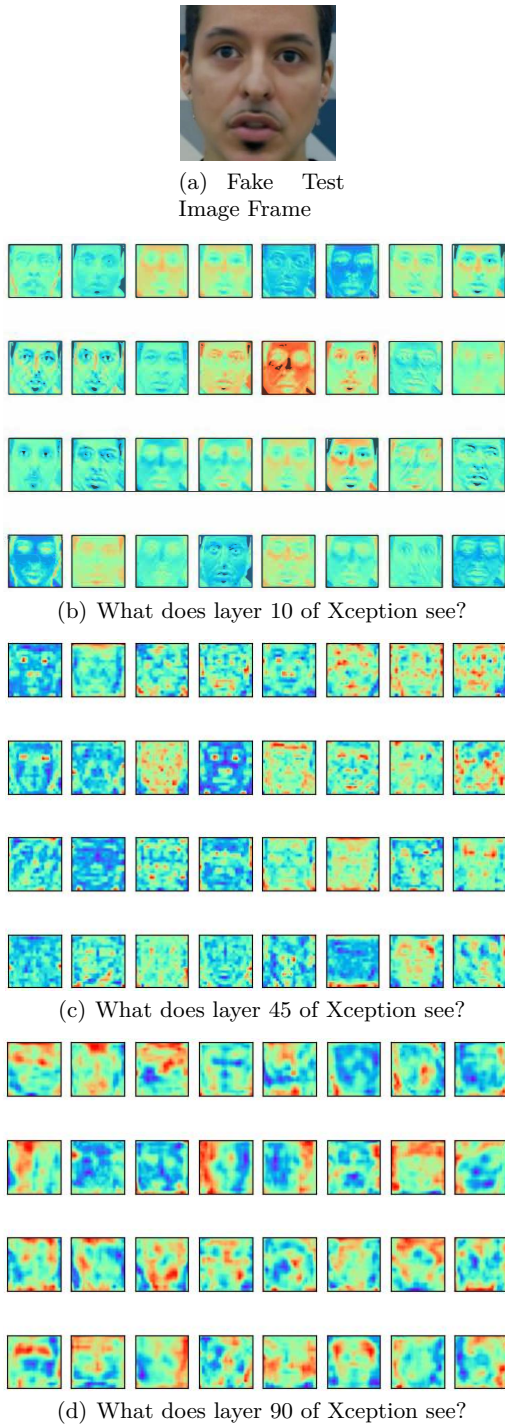 (a) Fake Test
Image Frame
(b) What does layer 10 of Xception see?
(c) What does layer 45 of Xception see?
(d) What does layer 90 of Xception see?